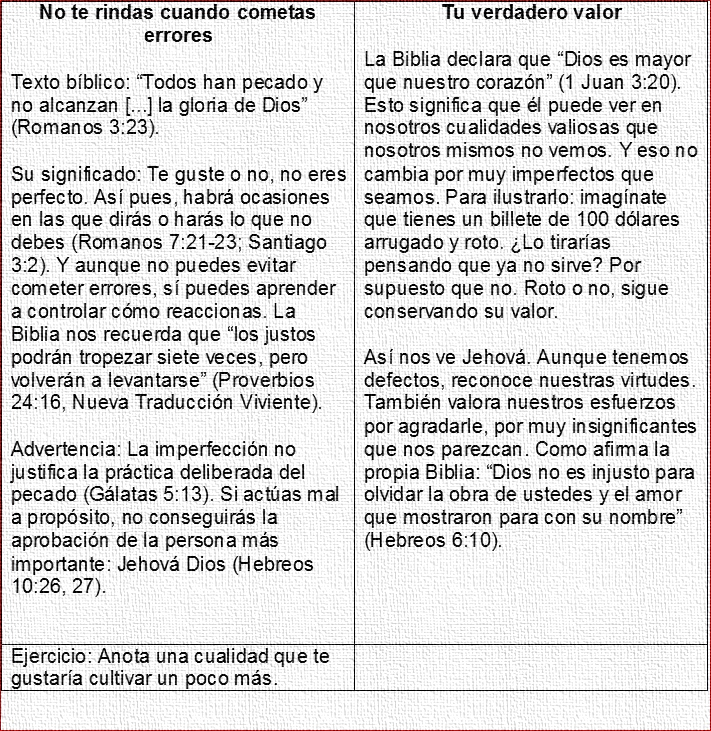 No te rindas cuando cometas
errores
Texto bíblico: “Todos han pecado y
no alcanzan [...] la gloria de Dios”
(Romanos 3:23).
Su significado: Te guste o no, no eres
perfecto. Así pues, habrá ocasiones
en las que dirás o harás lo que no
debes (Romanos 7:21-23; Santiago
3:2). Y aunque no puedes evitar
cometer errores, sí puedes aprender
a controlar cómo reaccionas. La
Biblia nos recuerda que “los justos
podrán tropezar siete veces, pero
volverán a levantarse” (Proverbios
24:16, Nueva Traducción Viviente).
Advertencia: La imperfección no
justifica la práctica deliberada del
pecado (Gálatas 5:13). Si actúas mal
a propósito, no conseguirás la
aprobación de la persona más
importante: Jehová Dios (Hebreos
10:26, 27).
Tu verdadero valor
La Biblia declara que “Dios es mayor
que nuestro corazón” (1 Juan 3:20).
Esto significa que él puede ver en
nosotros cualidades valiosas que
nosotros mismos no vemos. Y eso no
cambia por muy imperfectos que
seamos. Para ilustrarlo: imagínate
que tienes un billete de 100 dólares
arrugado y roto. ¿Lo tirarías
pensando que ya no sirve? Por
supuesto que no. Roto o no, sigue
conservando su valor.
Así nos ve Jehová. Aunque tenemos
defectos, reconoce nuestras virtudes.
También valora nuestros esfuerzos
por agradarle, por muy insignificantes
que nos parezcan. Como afirma la
propia Biblia: “Dios no es injusto para
olvidar la obra de ustedes y el amor
que mostraron para con su nombre”
(Hebreos 6:10).
Ejercicio: Anota una cualidad que te
gustaría cultivar un poco más.